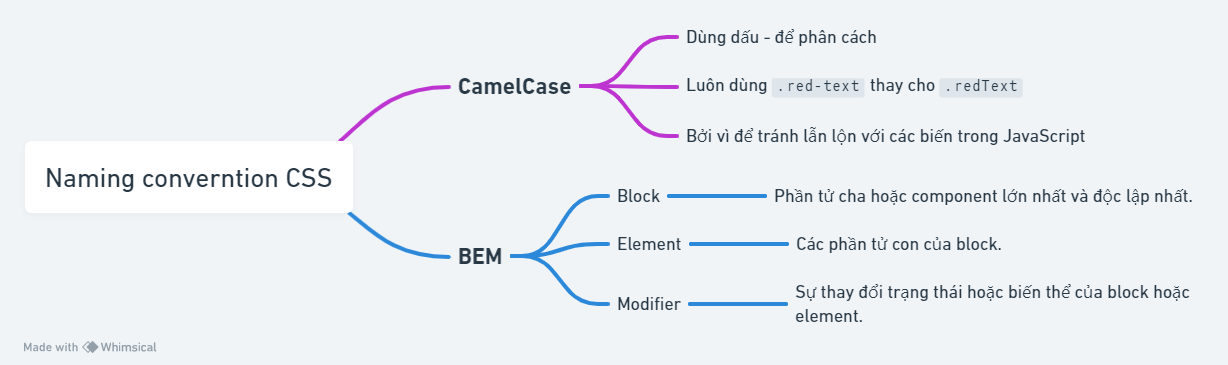 Naming converntion CSS
CamelCase
Dùng dấu - để phân cách
Luôn dùng .red-text thay cho .redText
Bởi vì để tránh lẫn lộn với các biến trong JavaScript
BEM
Block
Phần tử cha hoặc component lớn nhất và độc lập nhất.
Element
Các phần tử con của block.
Modifier
Sự thay đổi trạng thái hoặc biến thể của block hoặc
element.
Made with Whimsical